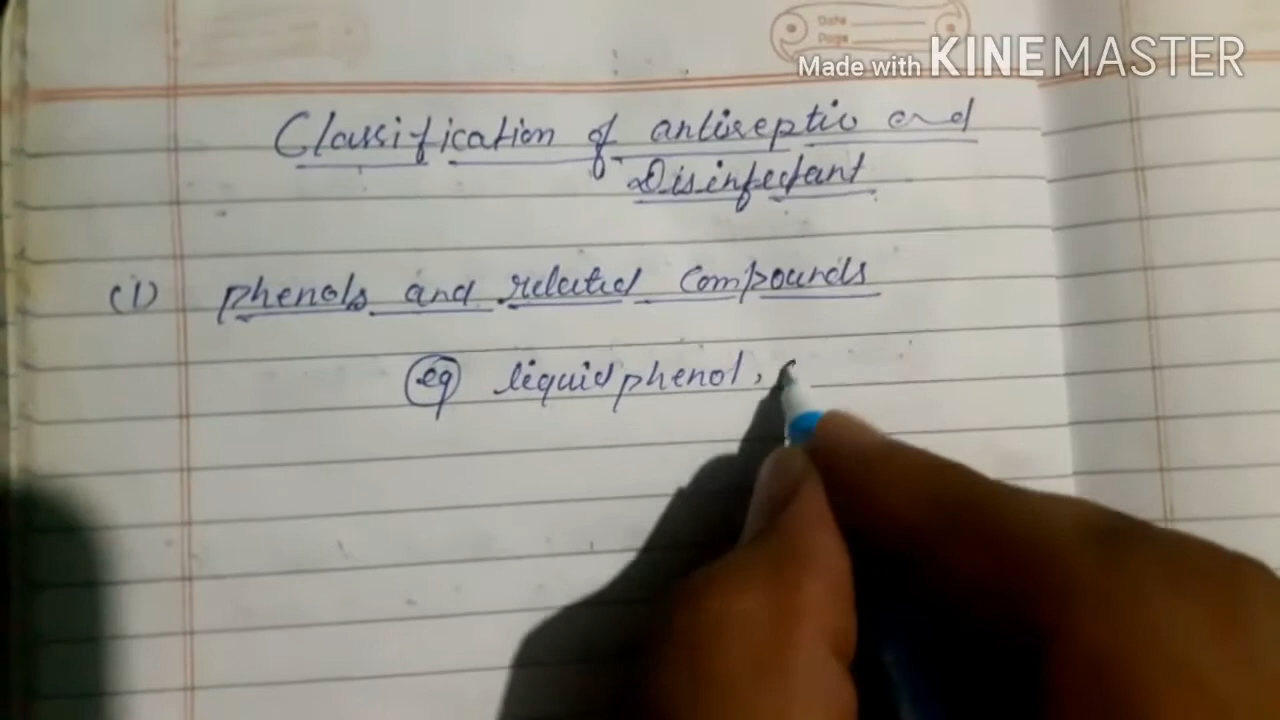 Date
Page
Made with KINEMASTER
Classification of antiseptic and
Disinfectant
(1) phenols and related compounds
eg liquid phenol,